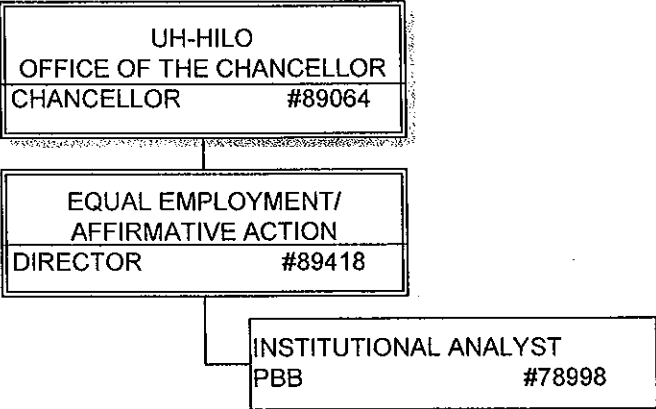 UH-HILO
OFFICE OF THE CHANCELLOR
CHANCELLOR #89064
EQUAL EMPLOYMENT/
AFFIRMATIVE ACTION
DIRECTOR #89418
INSTITUTIONAL ANALYST
PBB #78998